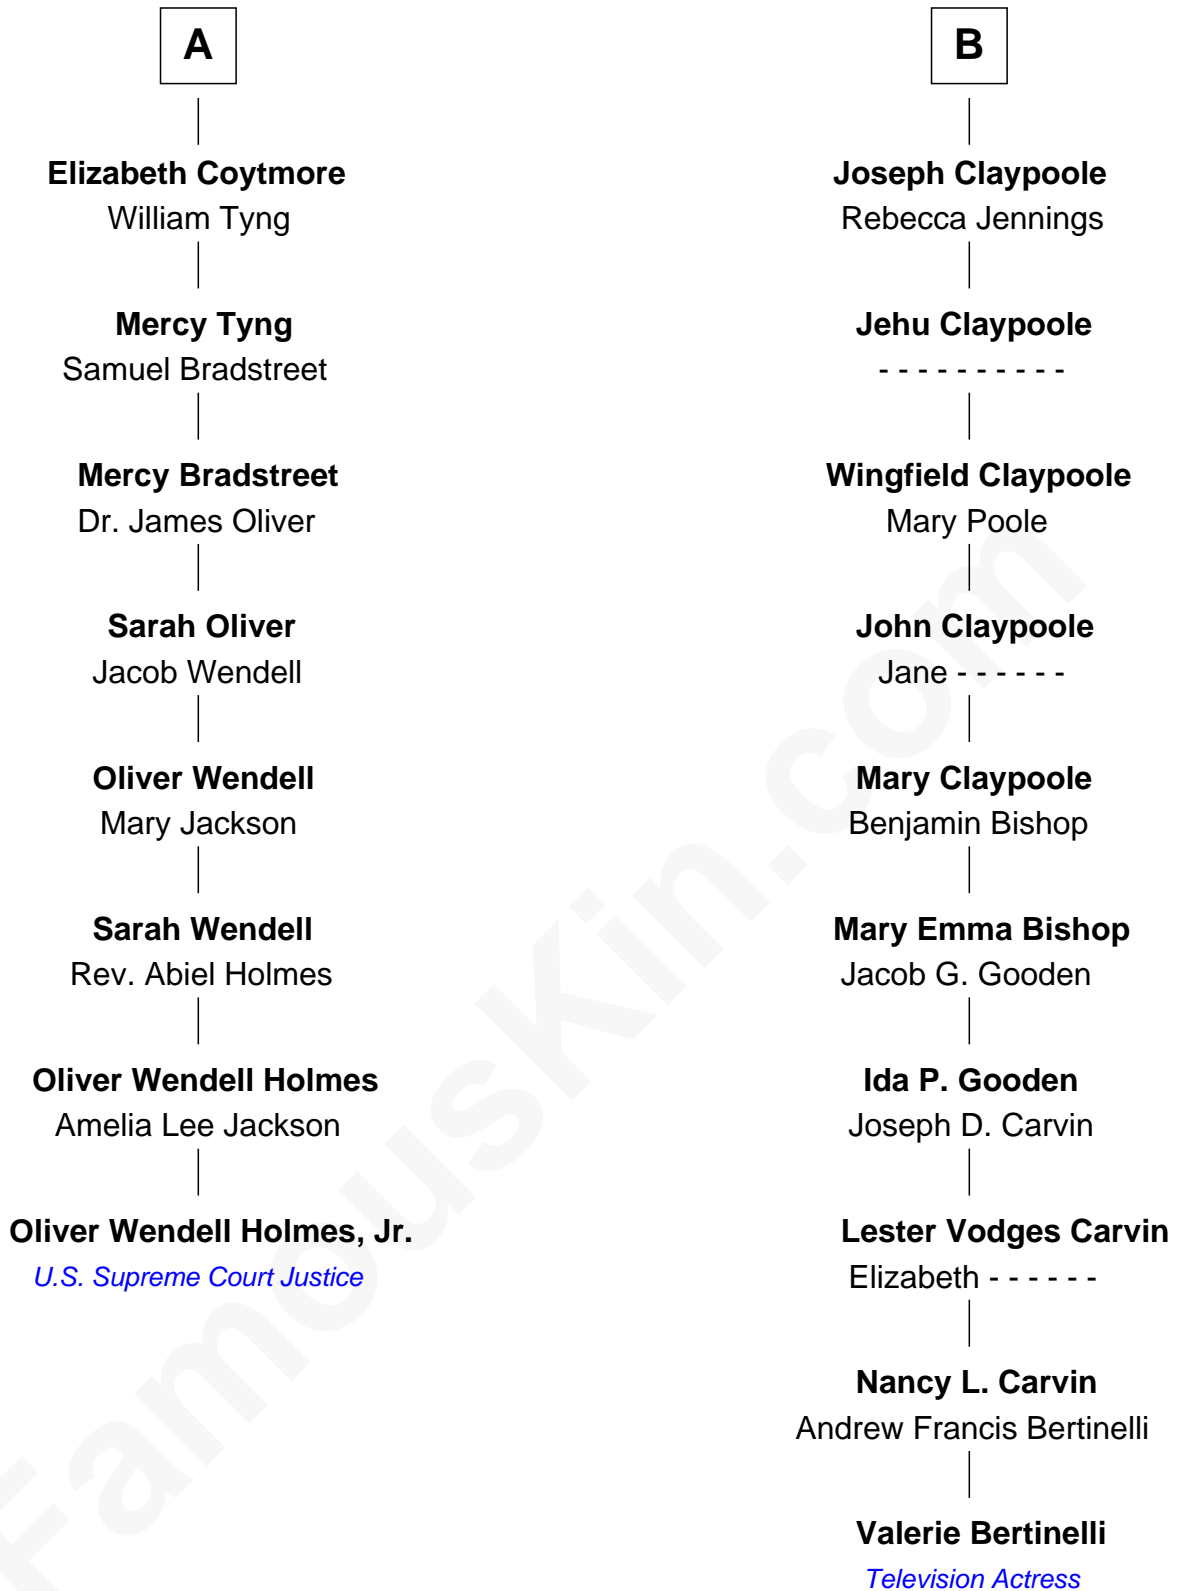 A
Elizabeth Coytmore
William Tyng
Mercy Tyng
Samuel Bradstreet
Mercy Bradstreet
Dr. James Oliver
Sarah Oliver
Jacob Wendell
Oliver Wendell
Mary Jackson
Sarah Wendell
Rev. Abiel Holmes
Oliver Wendell Holmes
Amelia Lee Jackson
Oliver Wendell Holmes, Jr.
U.S. Supreme Court Justice
B
Joseph Claypoole
Rebecca Jennings
Jehu Claypoole
- - - - - - - - - -
Wingfield Claypoole
Mary Poole
John Claypoole
Jane - - - - - -
Mary Claypoole
Benjamin Bishop
Mary Emma Bishop
Jacob G. Gooden
Ida P. Gooden
Joseph D. Carvin
Lester Vodges Carvin
Elizabeth - - - - - -
Nancy L. Carvin
Andrew Francis Bertinelli
Valerie Bertinelli
Television Actress
FamousKin.com